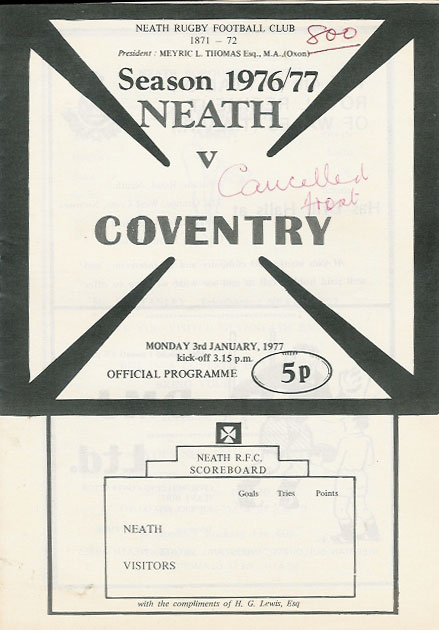 NEATH RUGBY FOOTBALL CLUB
1871 - 72
800
President: MEYRIC L. THOMAS Esq., M.A.,(Oxon)
Season 1976/77
NEATH
v
Cancelled
frost
COVENTRY
MONDAY 3rd JANUARY, 1977
kick-off 3.15 p.m.
OFFICIAL PROGRAMME
5p
NEATH R.F.C.
SCOREBOARD
Goals Tries Points
NEATH
VISITORS
with the compliments of H. G. Lewis, Esq